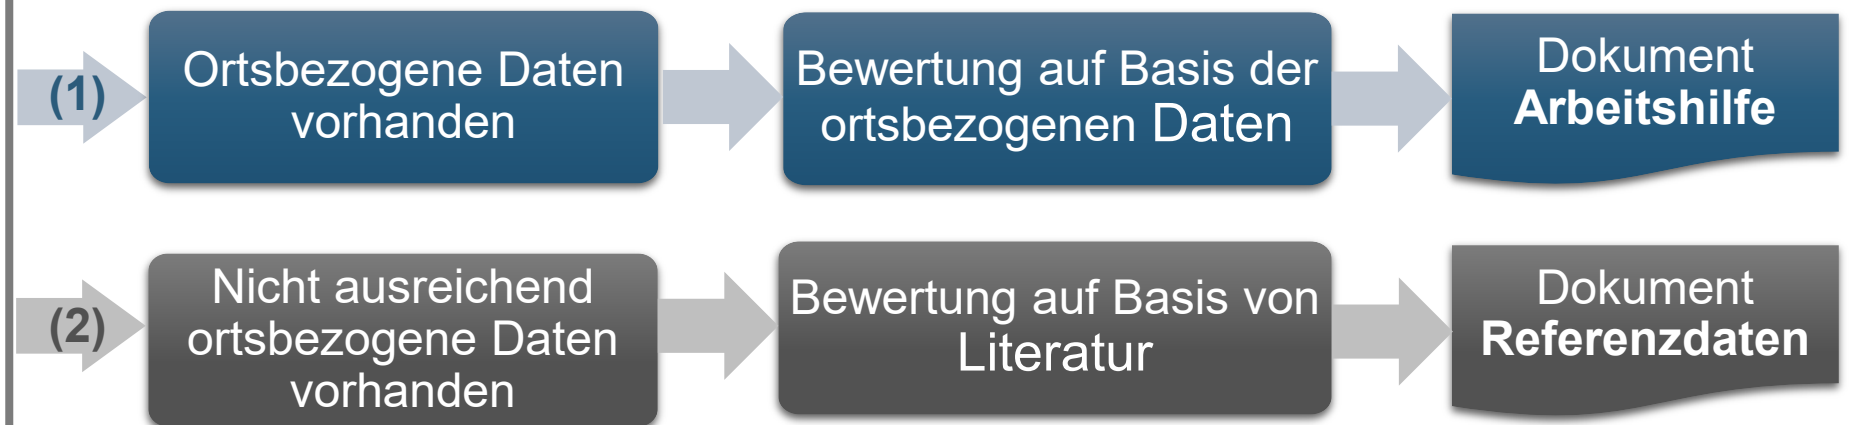 (1)
Ortsbezogene Daten
vorhanden
Bewertung auf Basis der
ortsbezogenen Daten
Dokument
Arbeitshilfe
(2)
Nicht ausreichend
ortsbezogene Daten
vorhanden
Bewertung auf Basis von
Literatur
Dokument
Referenzdaten